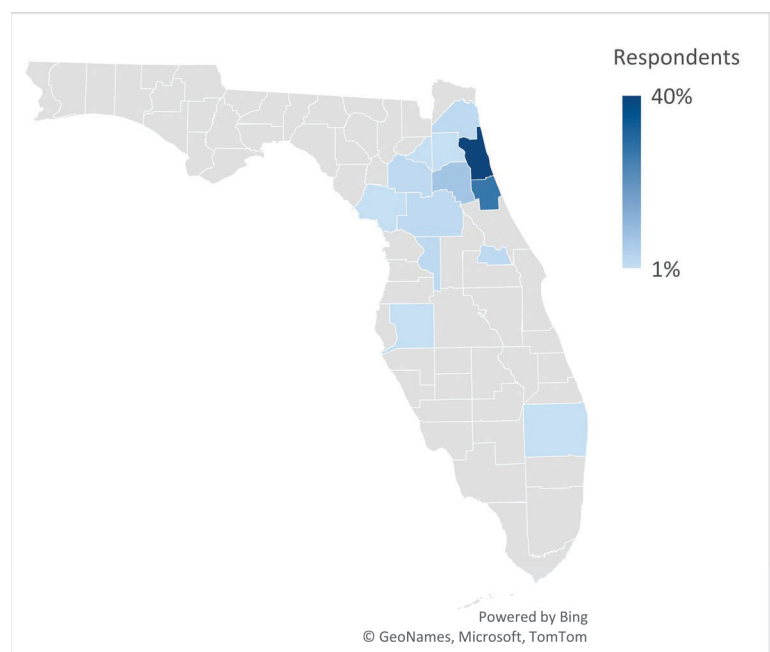 Respondents
40%
1%
Powered by Bing
© GeoNames, Microsoft, TomTom